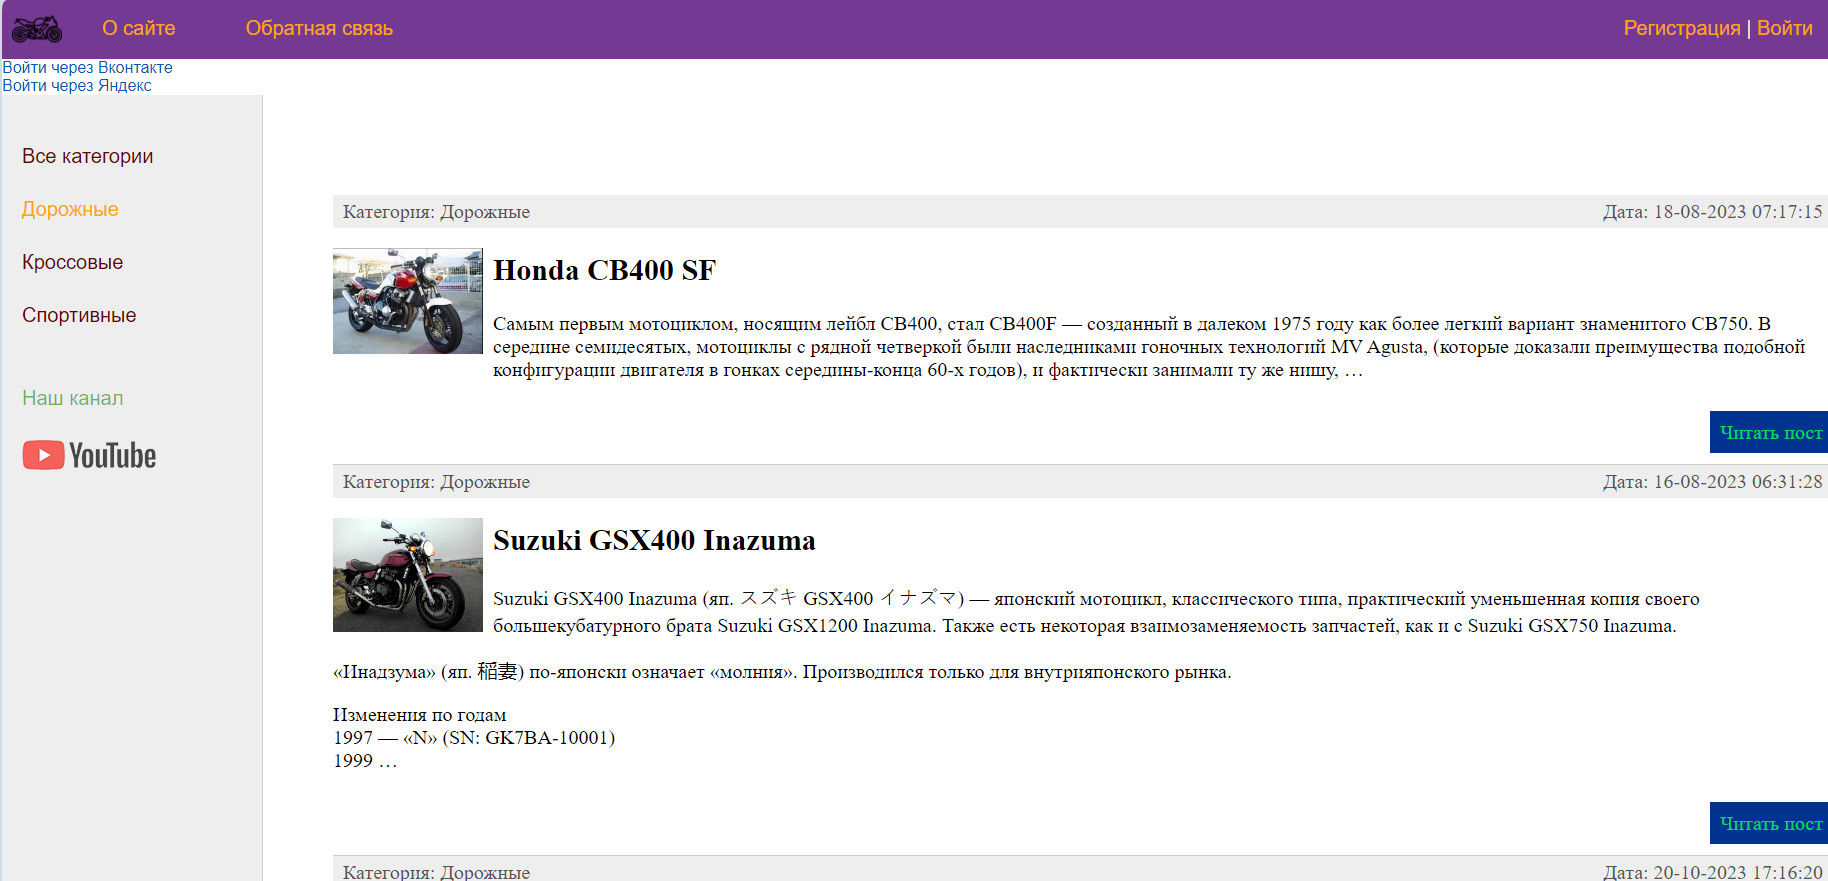 О сайте
Обратная связь
Регистрация | Войти
Войти через Вконтакте
Войти через Яндекс
Все категории
Дорожные
Кроссовые
Спортивные
Наш канал
YouTube
Категория: Дорожные
Дата: 18-08-2023 07:17:15
Honda CB400 SF
Самым первым мотоциклом, носящим лейбл CB400, стал CB400F — созданный в далеком 1975 году как более легкий вариант знаменитого CB750. В
середине семидесятых, мотоциклы с рядной четверкой были наследниками гоночных технологий MV Agusta, (которые доказали преимущества подобной
конфигурации двигателя в гонках середины-конца 60-х годов), и фактически занимали ту же нишу, …
Читать пост
Категория: Дорожные
Дата: 16-08-2023 06:31:28
Suzuki GSX400 Inazuma
Suzuki GSX400 Inazuma (яп. スズキ GSX400 イナズマ) — японский мотоцикл, классического типа, практический уменьшенная копия своего
большекубатурного брата Suzuki GSX1200 Inazuma. Также есть некоторая взаимозаменяемость запчастей, как и с Suzuki GSX750 Inazuma.
«Инадзума» (яп. 稲妻) по-японски означает «молния». Производился только для внутрияпонского рынка.
Изменения по годам
1997 — «N» (SN: GK7BA-10001)
1999 …
Читать пост
Категория: Дорожные
Дата: 20-10-2023 17:16:20